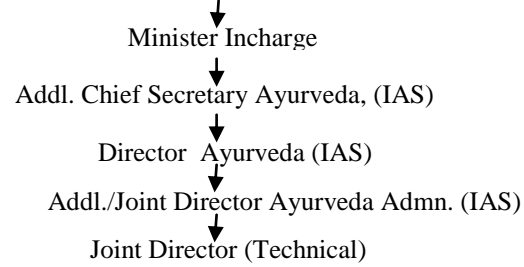 Minister Incharge
Addl. Chief Secretary Ayurveda, (IAS)
Director Ayurveda (IAS)
Addl./Joint Director Ayurveda Admn. (IAS)
Joint Director (Technical)